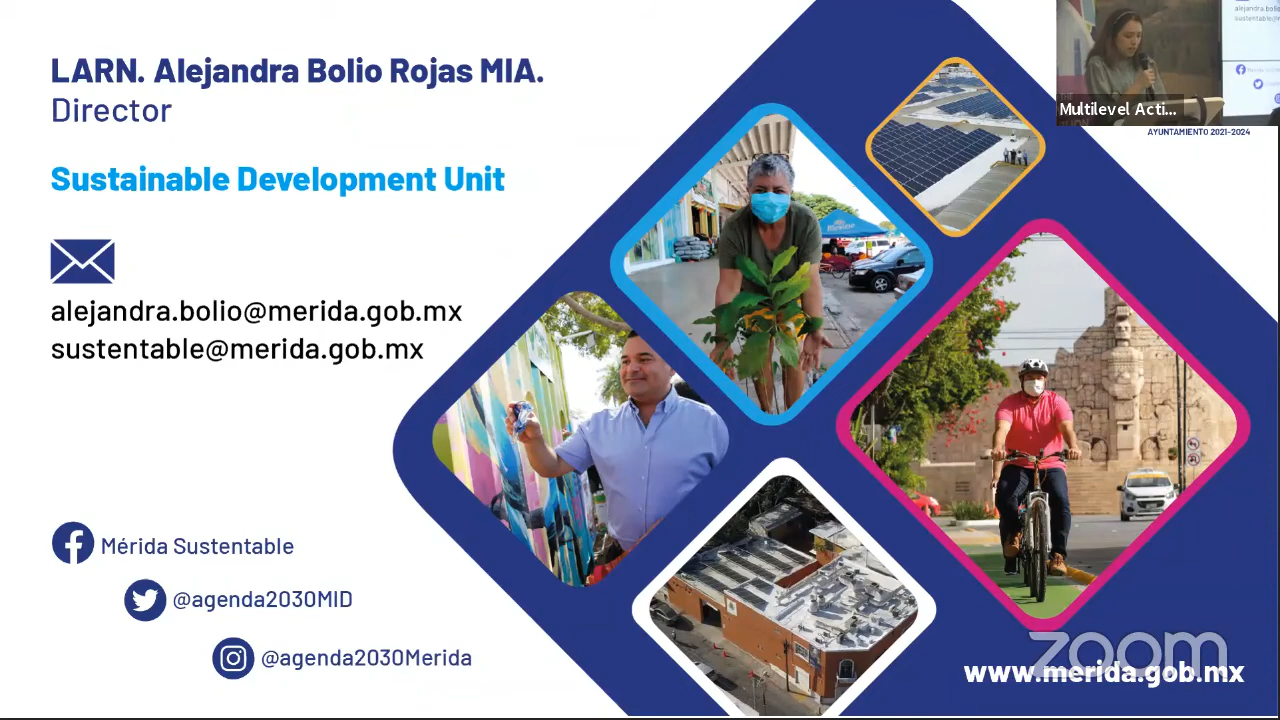 LARN. Alejandra Bolio Rojas MIA.
Director
Sustainable Development Unit
alejandra.bolio@merida.gob.mx
sustentable@merida.gob.mx
Mérida Sustentable
@agenda2030MID
@agenda2030Merida
Multilevel Acti...
AYUNTAMIENTO 2021-2024
zoom
www.merida.gob.mx